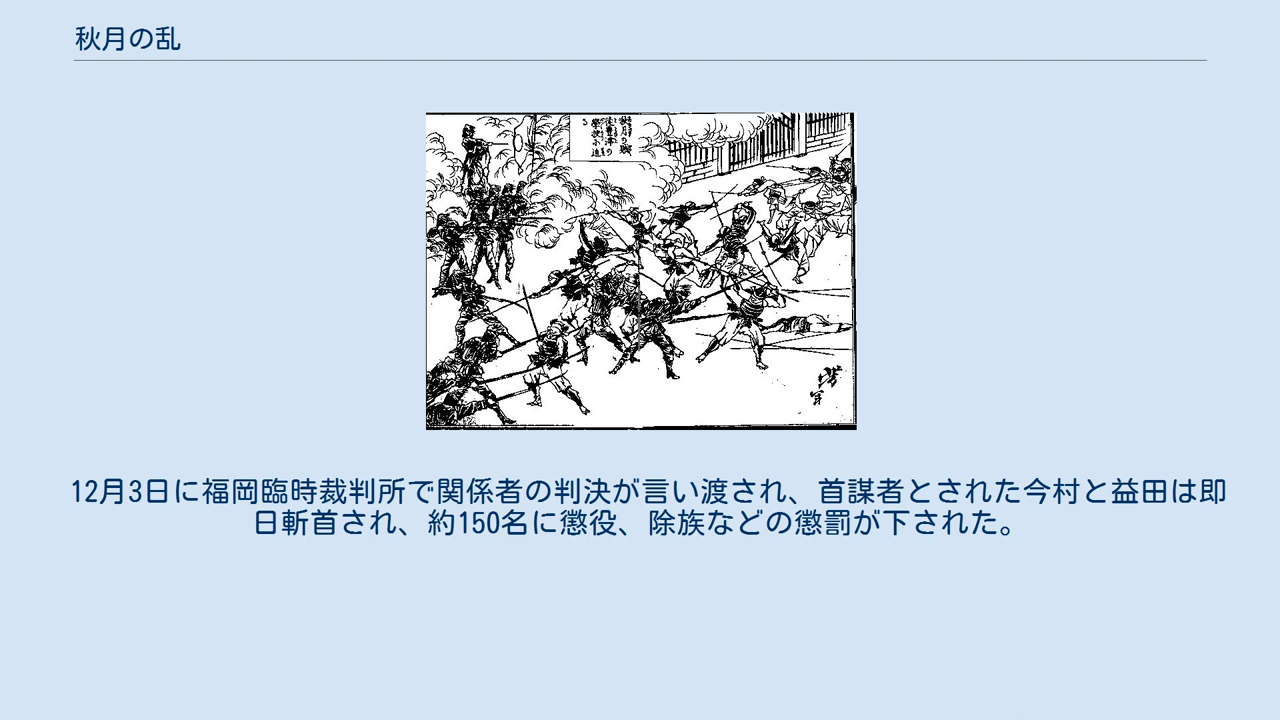 秋月の乱
12月3日に福岡臨時裁判所で関係者の判決が言い渡され、首謀者とされた今村と益田は即
日斬首され、約150名に懲役、除族などの懲罰が下された。